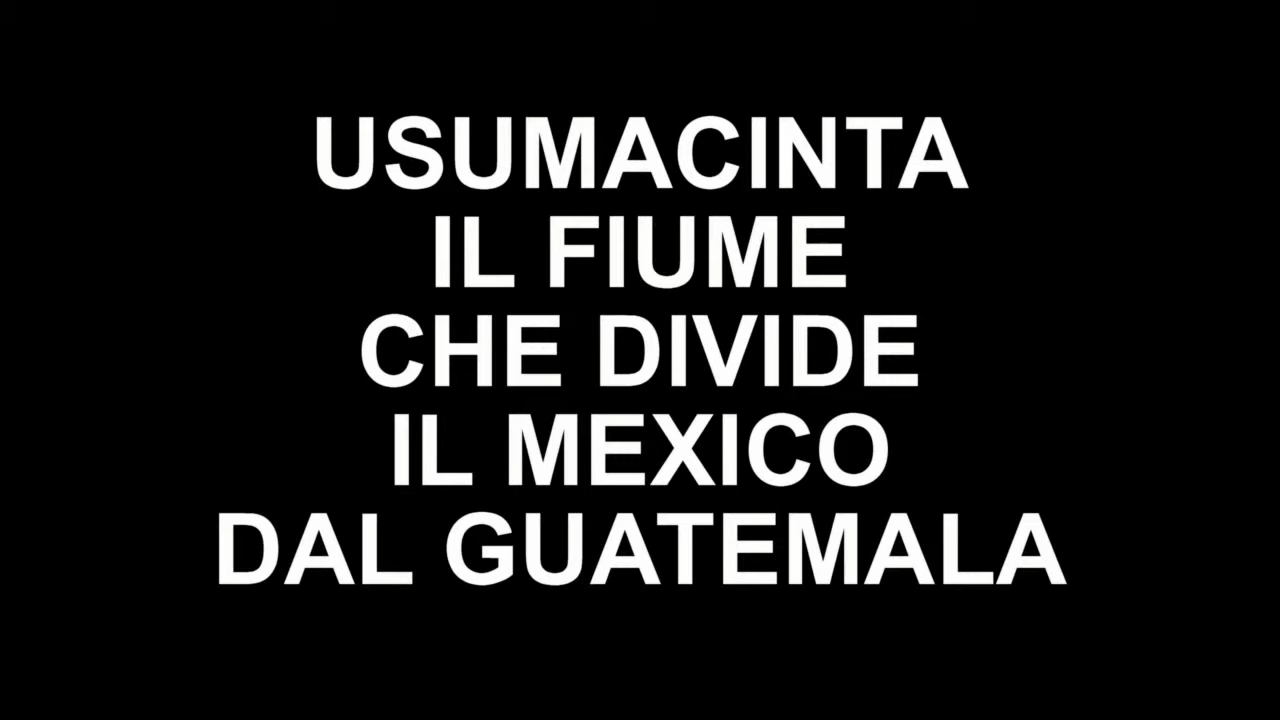 USUMACINTA
IL FIUME
CHE DIVIDE
IL MEXICO
DAL GUATEMALA